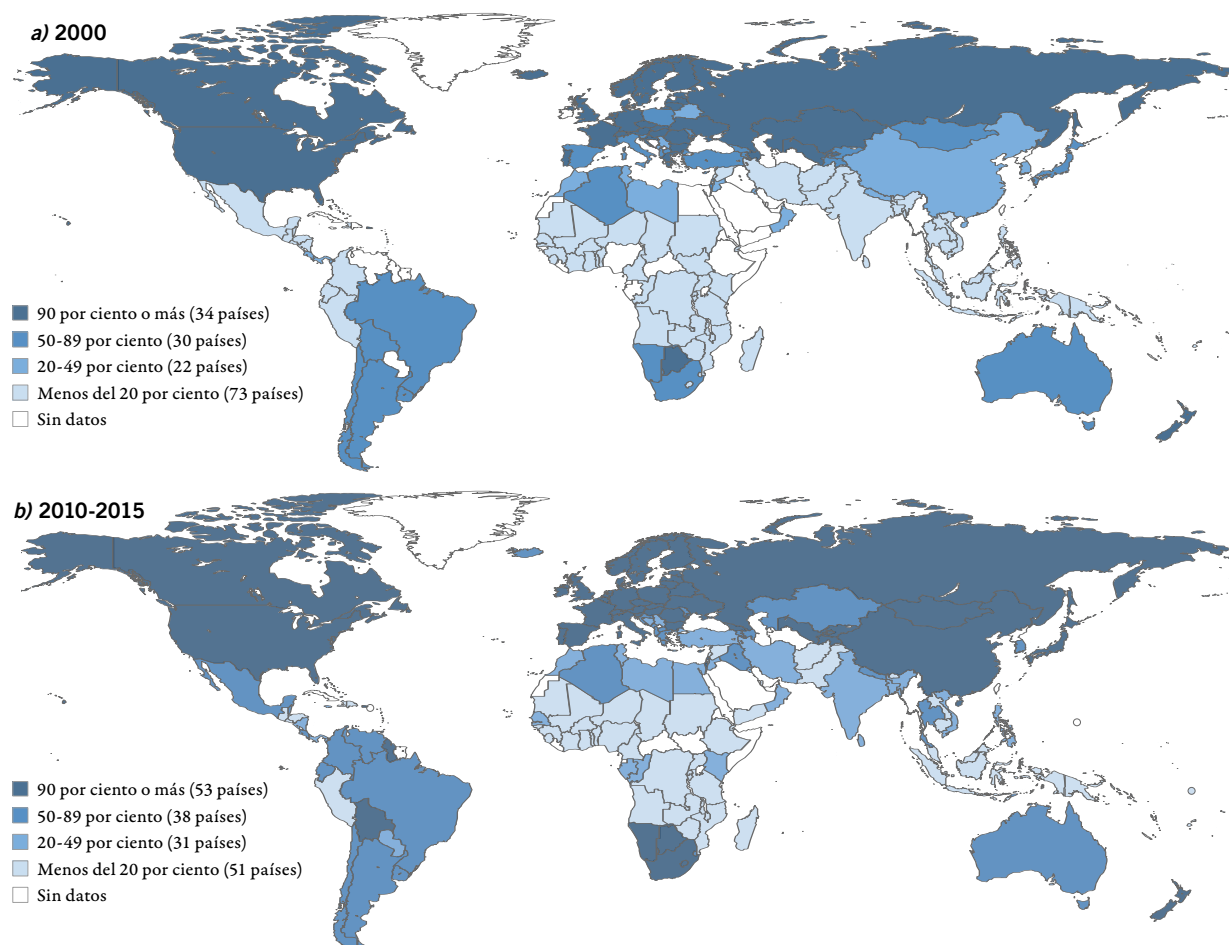 a) 2000
90 por ciento o más (34 países)
50-89 por ciento (30 países)
20-49 por ciento (22 países)
Menos del 20 por ciento (73 países)
Sin datos
b) 2010-2015
90 por ciento o más (53 países)
50-89 por ciento (38 países)
20-49 por ciento (31 países)
Menos del 20 por ciento (51 países)
Sin datos